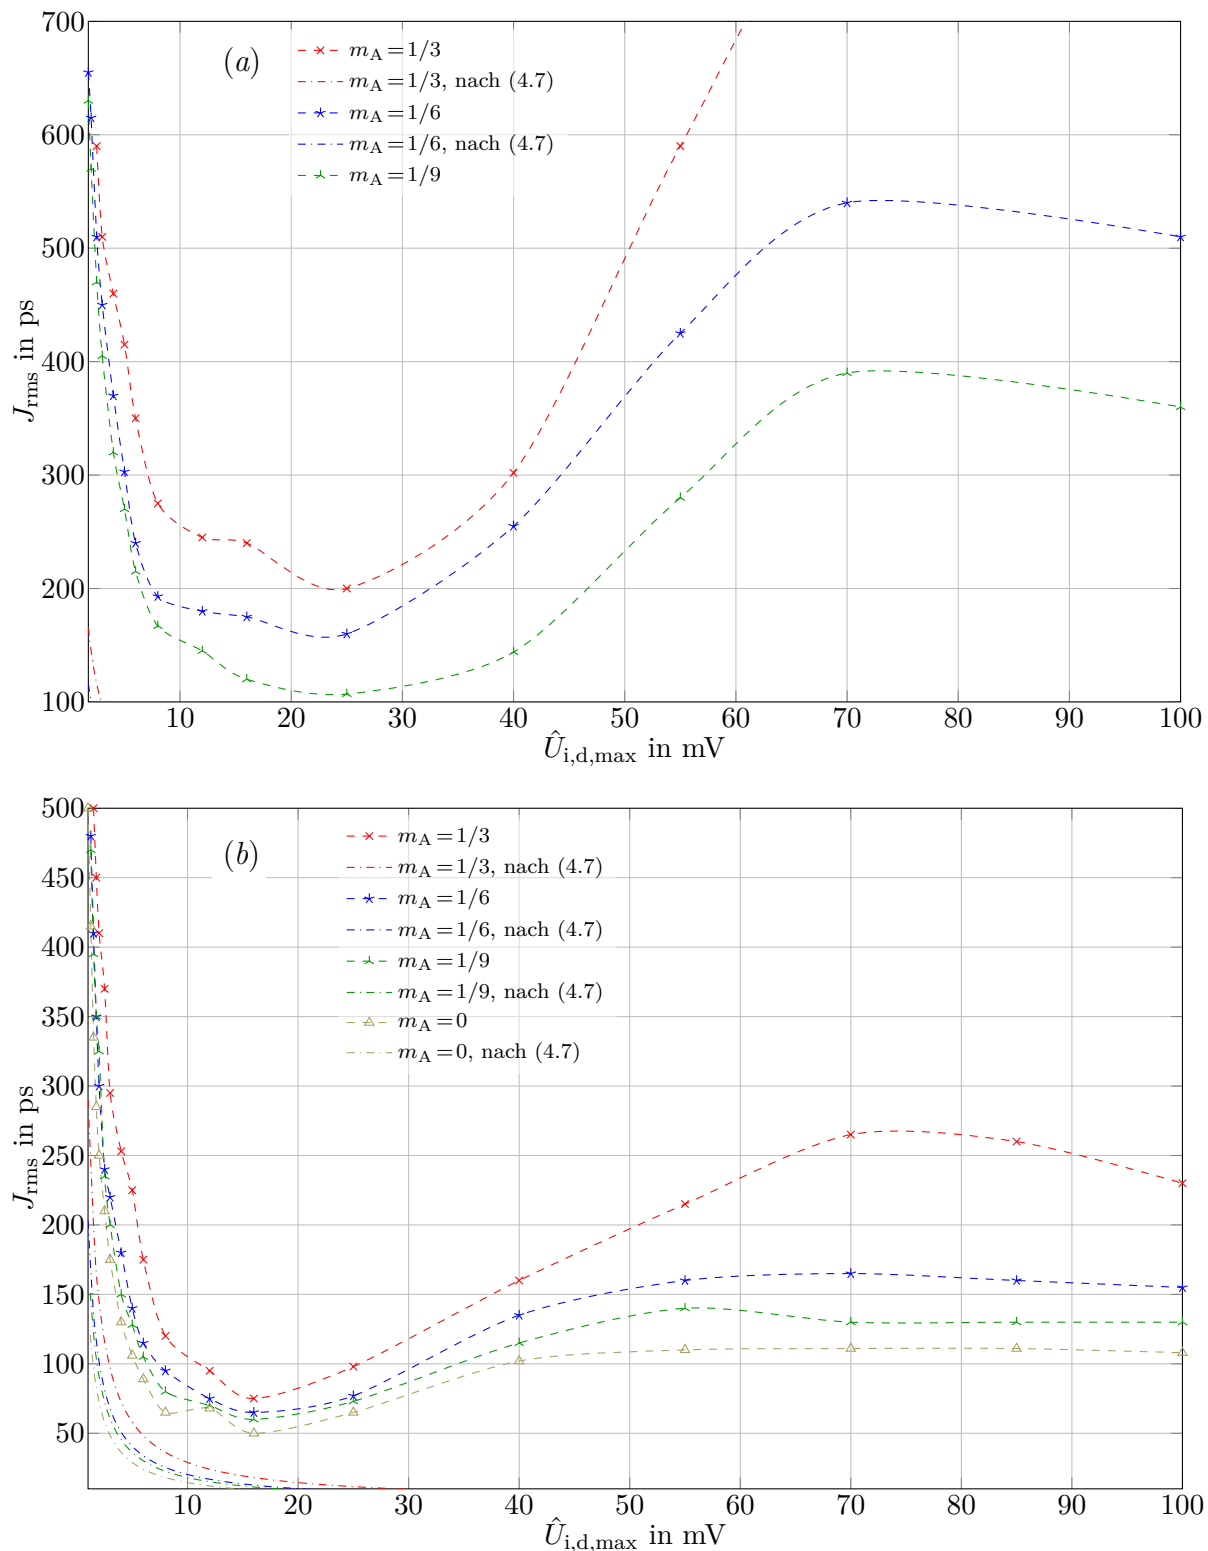 700
600
500
400
300
200
100
J_rms in ps
(a)
m_A=1/3
m_A=1/3, nach (4.7)
m_A=1/6
m_A=1/6, nach (4.7)
m_A=1/9
10 20 30 40 50 60 70 80 90 100
Û_i,d,max in mV
500
450
400
350
300
250
200
150
100
50
J_rms in ps
(b)
m_A=1/3
m_A=1/3, nach (4.7)
m_A=1/6
m_A=1/6, nach (4.7)
m_A=1/9
m_A=1/9, nach (4.7)
m_A=0
m_A=0, nach (4.7)
10 20 30 40 50 60 70 80 90 100
Û_i,d,max in mV